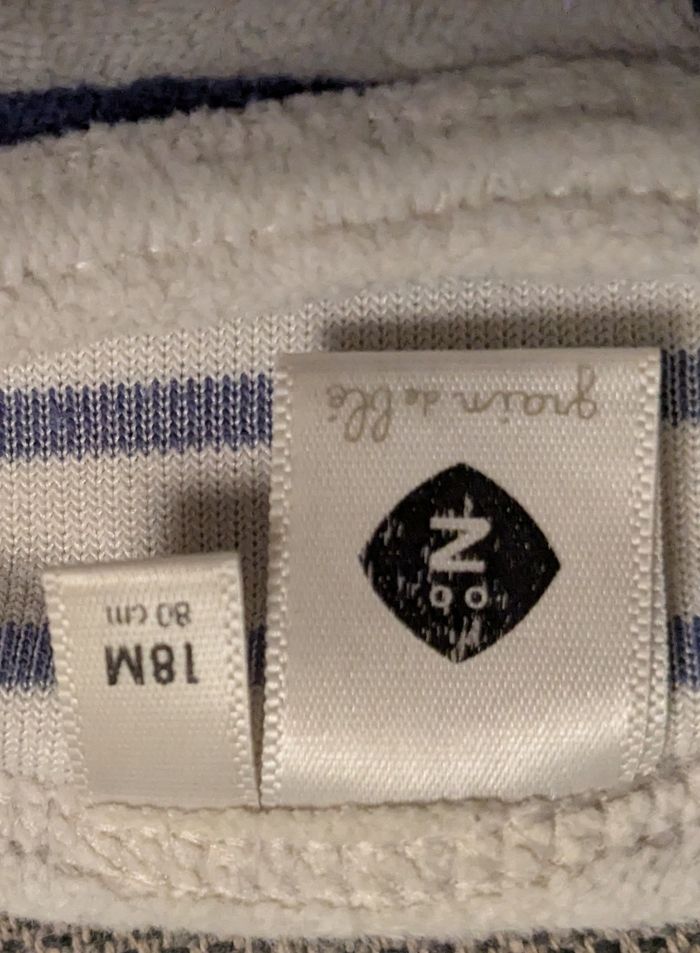 Z
grain de blé
18M
80 cm